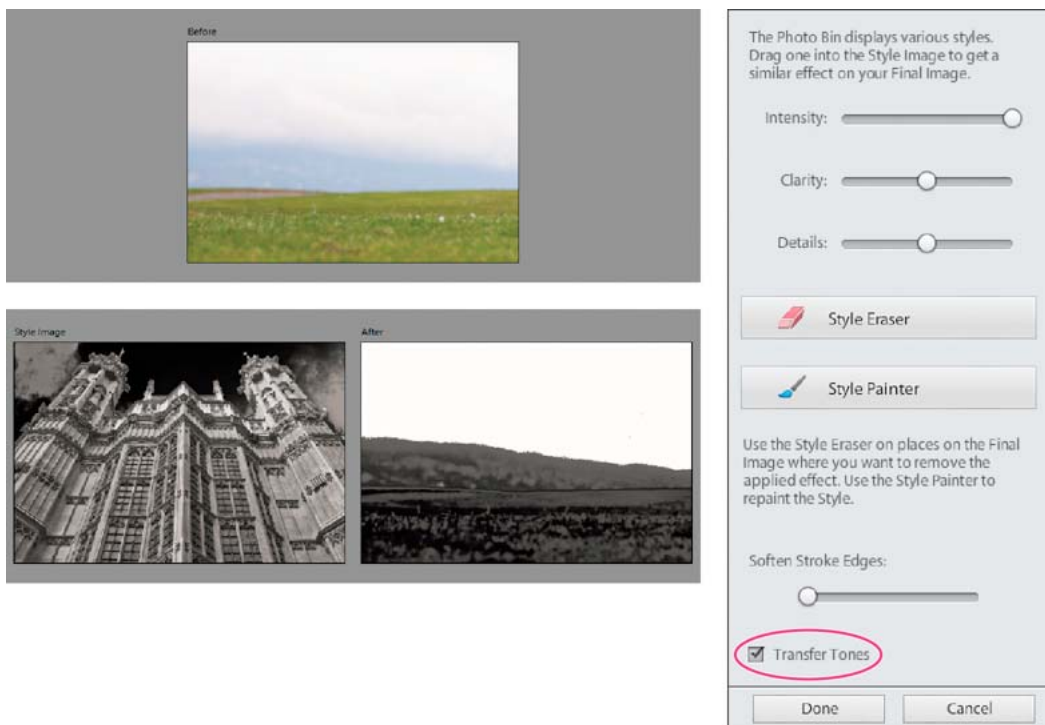 Before
Style Image
After
The Photo Bin displays various styles.
Drag one into the Style Image to get a
similar effect on your Final Image.
Intensity:
Clarity:
Details:
Style Eraser
Style Painter
Use the Style Eraser on places on the Final
Image where you want to remove the
applied effect. Use the Style Painter to
repaint the Style.
Soften Stroke Edges:
Transfer Tones
Done
Cancel